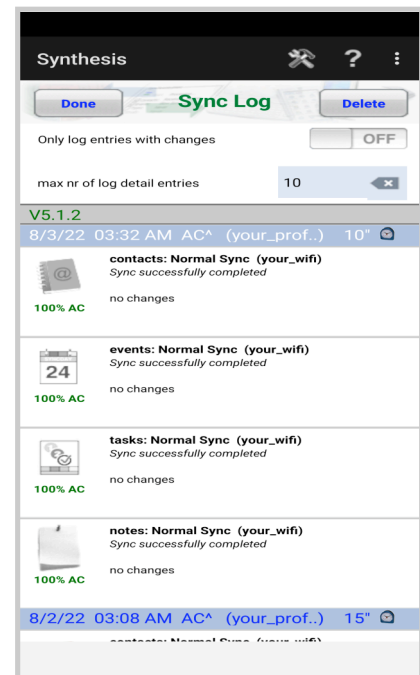 Synthesis ?
Done Sync Log Delete
Only log entries with changes OFF
max nr of log detail entries 10
V5.1.2
8/3/22 03:32 AM AC^ (your_prof..) 10"
@
contacts: Normal Sync (your_wifi)
Sync successfully completed
no changes
100% AC
24
events: Normal Sync (your_wifi)
Sync successfully completed
no changes
100% AC
tasks: Normal Sync (your_wifi)
Sync successfully completed
no changes
100% AC
notes: Normal Sync (your_wifi)
Sync successfully completed
no changes
100% AC
8/2/22 03:08 AM AC^ (your_prof..) 15"
contacts: Normal Sync (your_wifi)